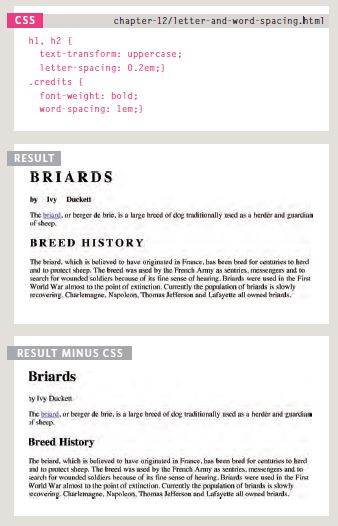 CSS chapter-12/letter-and-word-spacing.html
h1, h2 {
text-transform: uppercase;
letter-spacing: 0.2em;}
.credits {
font-weight: bold;
word-spacing: 1em;}
RESULT
BRIARDS
by Ivy Duckett
The briard, or berger de brie, is a large breed of dog traditionally used as a herder and guardian
of sheep.
BREED HISTORY
The briard, which is believed to have originated in France, has been bred for centuries to herd
and to protect sheep. The breed was used by the French Army as sentries, messengers and to
search for wounded soldiers because of its fine sense of hearing. Briards were used in the First
World War almost to the point of extinction. Currently the population of briards is slowly
recovering. Charlemagne, Napoleon, Thomas Jefferson and Lafayette all owned briards.
RESULT MINUS CSS
Briards
by Ivy Duckett
The briard, or berger de brie, is a large breed of dog traditionally used as a herder and guardian
of sheep.
Breed History
The briard, which is believed to have originated in France, has been bred for centuries to herd
and to protect sheep. The breed was used by the French Army as sentries, messengers and to
search for wounded soldiers because of its fine sense of hearing. Briards were used in the First
World War almost to the point of extinction. Currently the population of briards is slowly
recovering. Charlemagne, Napoleon, Thomas Jefferson and Lafayette all owned briards.